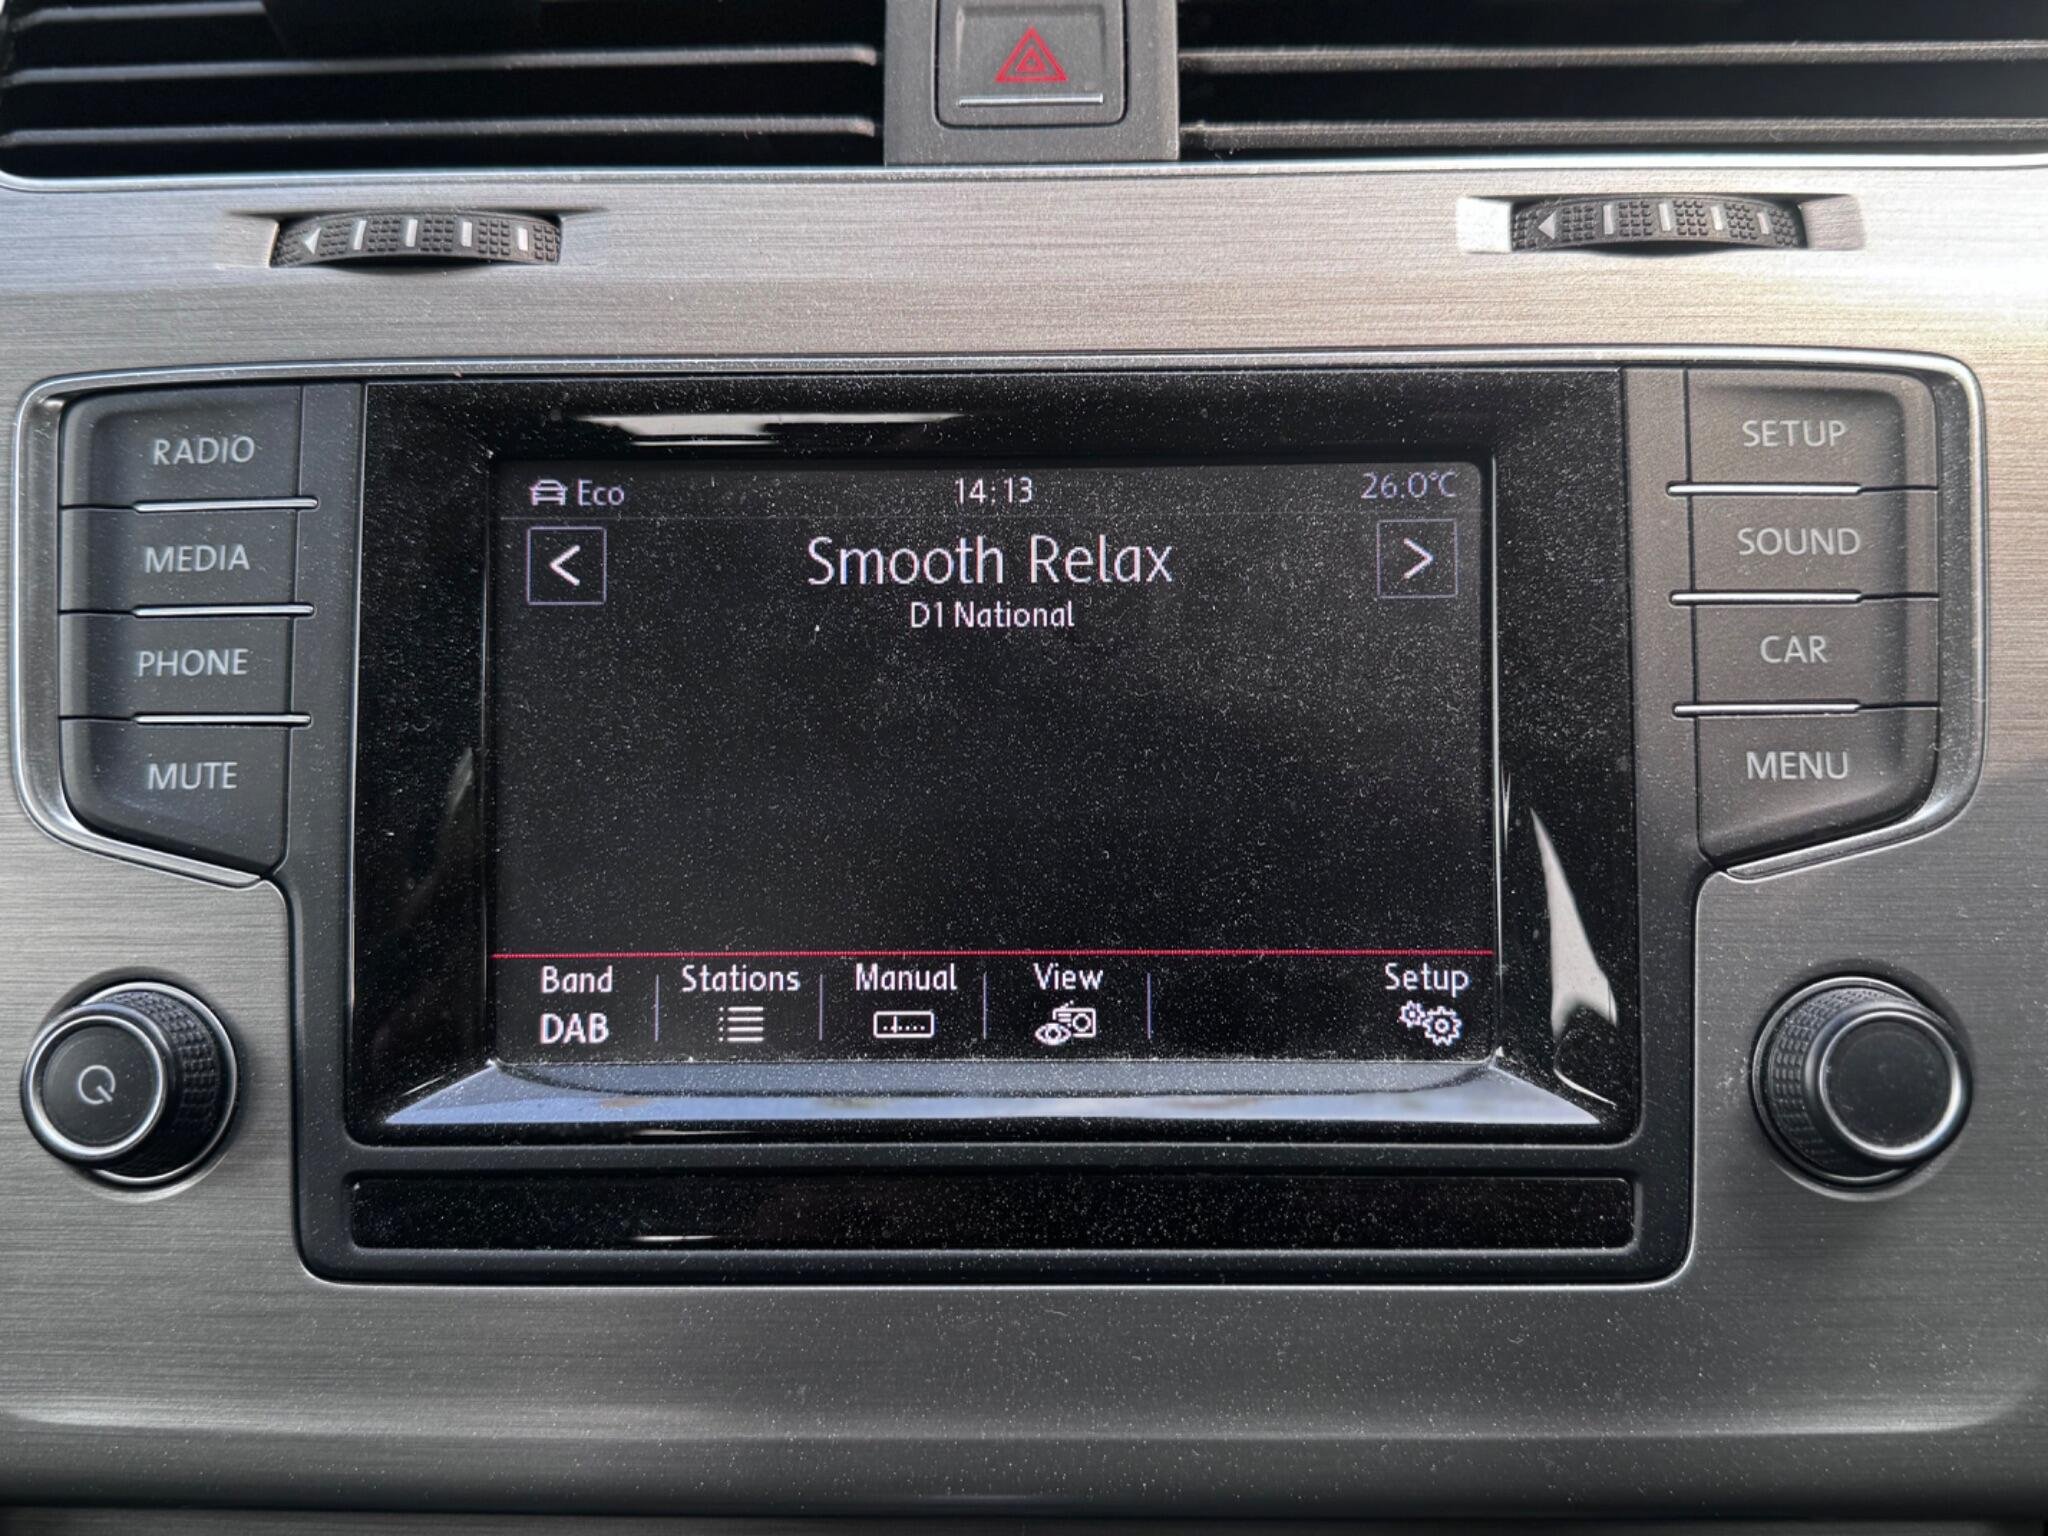 RADIO
MEDIA
PHONE
MUTE
Eco 14:13 26.0°C
< Smooth Relax >
D1 National
Band Stations Manual View Setup
DAB
SETUP
SOUND
CAR
MENU